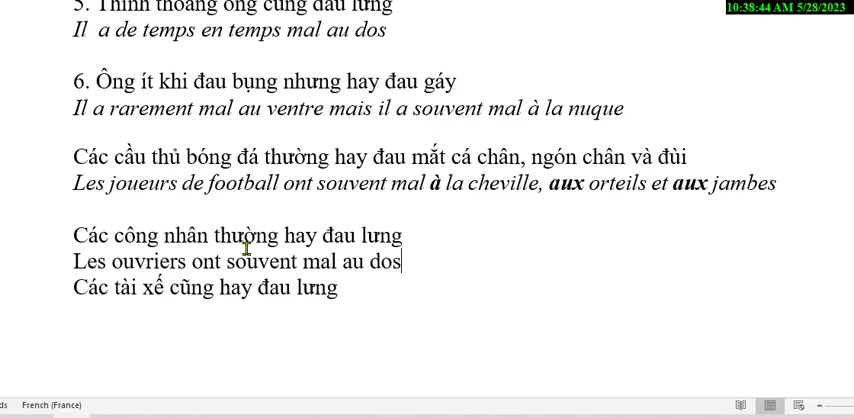 10:38:44 AM 5/28/2023
5. Thỉnh thoảng ông cũng đau lưng
Il a de temps en temps mal au dos
6. Ông ít khi đau bụng nhưng hay đau gáy
Il a rarement mal au ventre mais il a souvent mal à la nuque
Các cầu thủ bóng đá thường hay đau mắt cá chân, ngón chân và đùi
Les joueurs de football ont souvent mal à la cheville, aux orteils et aux jambes
Các công nhân thường hay đau lưng
Les ouvriers ont souvent mal au dos
Các tài xế cũng hay đau lưng
French (France)